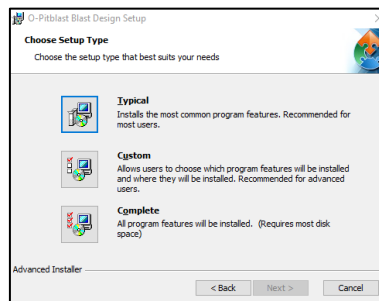 O-Pitblast Blast Design Setup
Choose Setup Type
Choose the setup type that best suits your needs
Typical
Installs the most common program features. Recommended for
most users.
Custom
Allows users to choose which program features will be installed
and where they will be installed. Recommended for advanced
users.
Complete
All program features will be installed. (Requires most disk
space)
Advanced Installer
< Back Next > Cancel